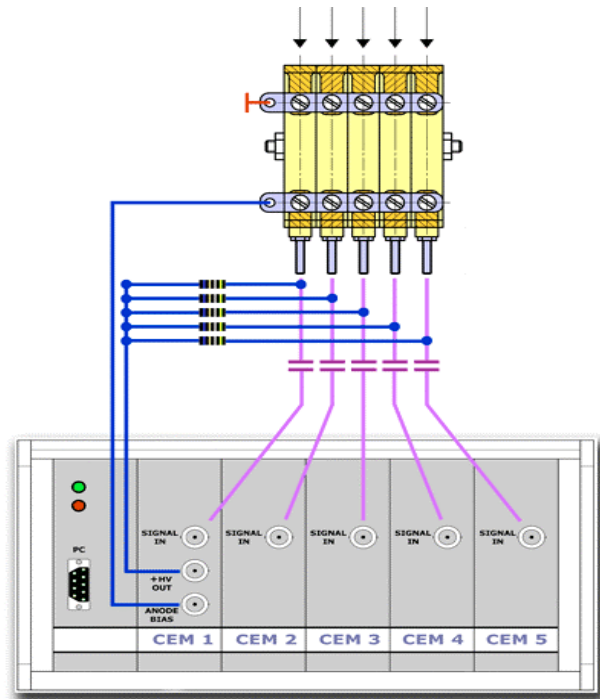 SIGNAL
IN
SIGNAL
IN
SIGNAL
IN
SIGNAL
IN
SIGNAL
IN
PC
+HV
OUT
ANODE
BIAS
CEM 1
CEM 2
CEM 3
CEM 4
CEM 5